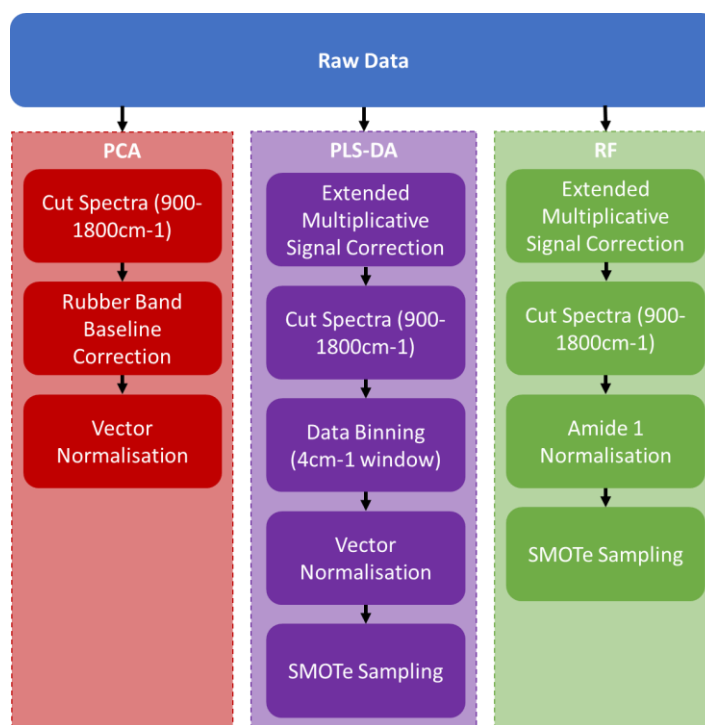 Raw Data
PCA
Cut Spectra (900-
1800cm-1)
Rubber Band
Baseline
Correction
Vector
Normalisation
PLS-DA
Extended
Multiplicative
Signal Correction
Cut Spectra (900-
1800cm-1)
Data Binning
(4cm-1 window)
Vector
Normalisation
SMOTe Sampling
RF
Extended
Multiplicative
Signal Correction
Cut Spectra (900-
1800cm-1)
Amide 1
Normalisation
SMOTe Sampling